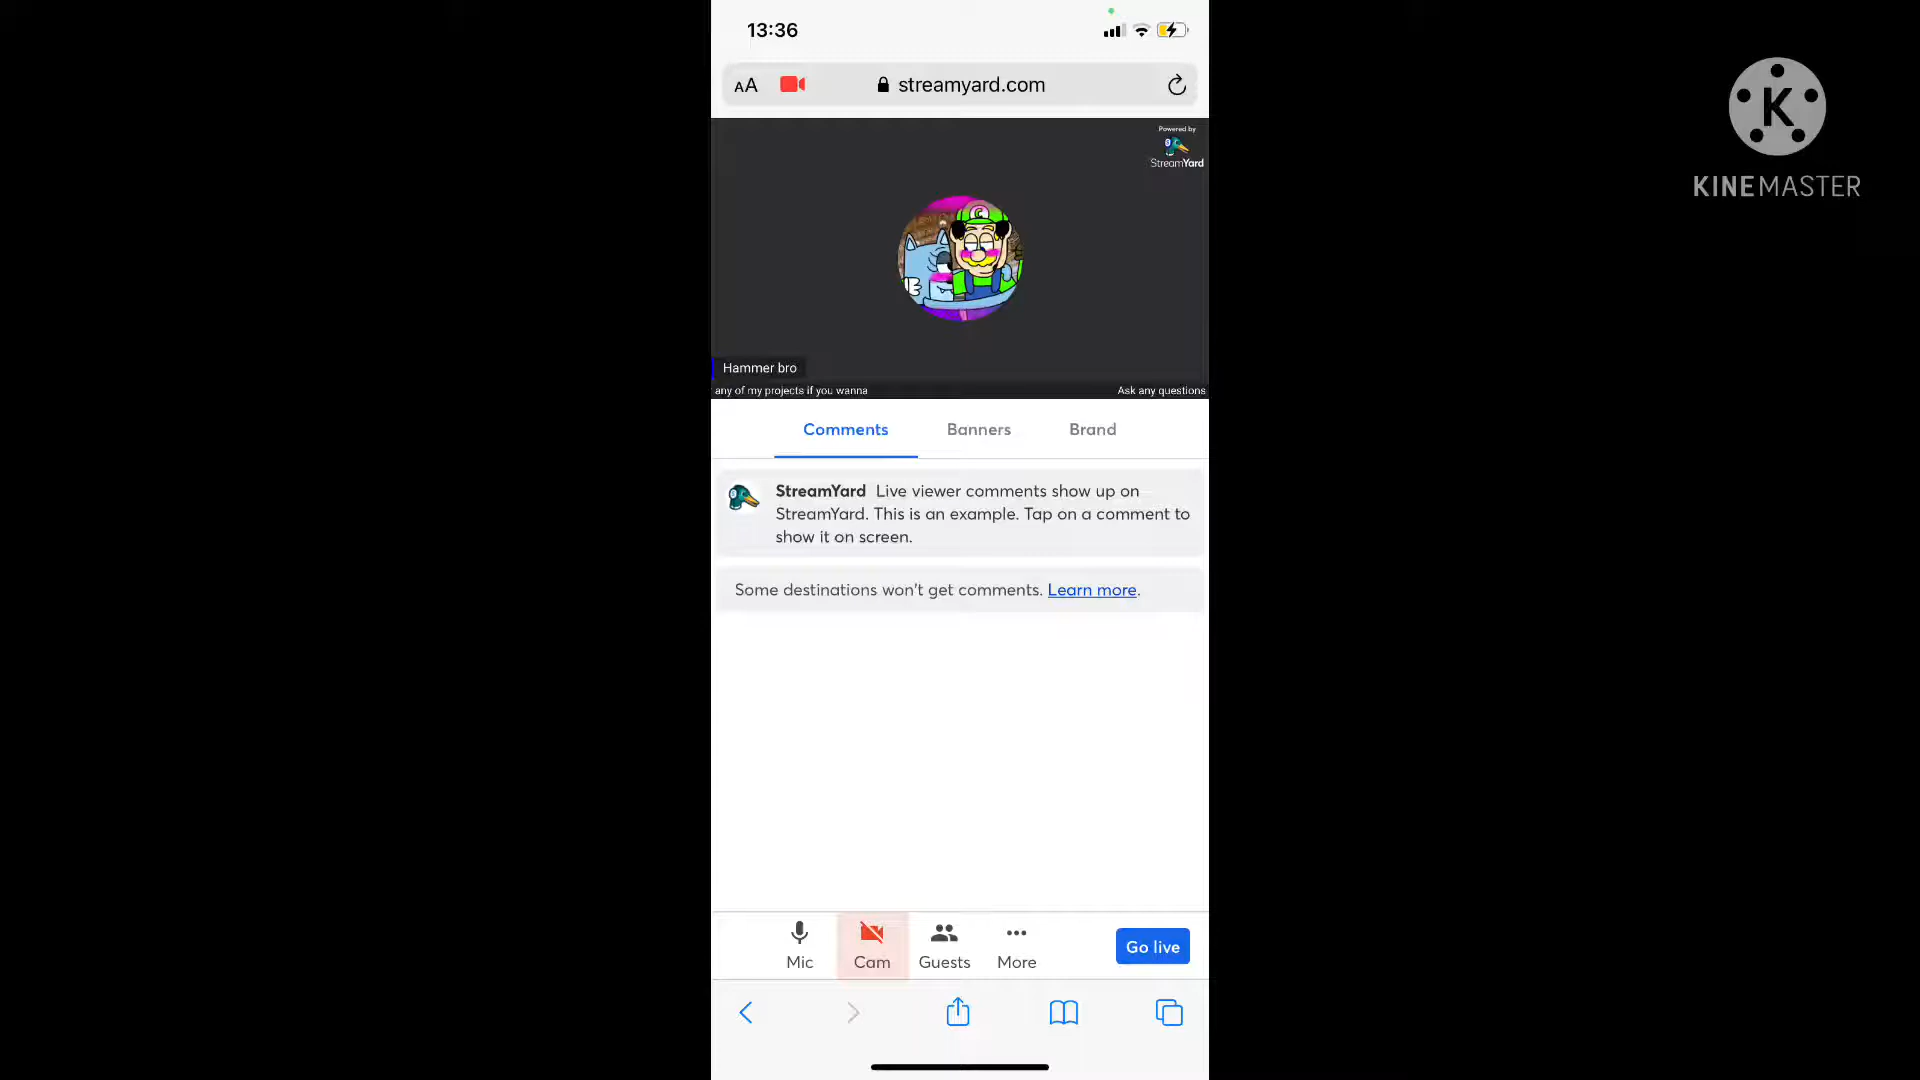 13:36
AA
streamyard.com
Powered by
StreamYard
K
KINEMASTER
C
Hammer bro
any of my projects if you wanna
Ask any questions
Comments
Banners
Brand
StreamYard Live viewer comments show up on
StreamYard. This is an example. Tap on a comment to
show it on screen.
Some destinations won't get comments. Learn more.
Mic
Cam
Guests
More
Go live